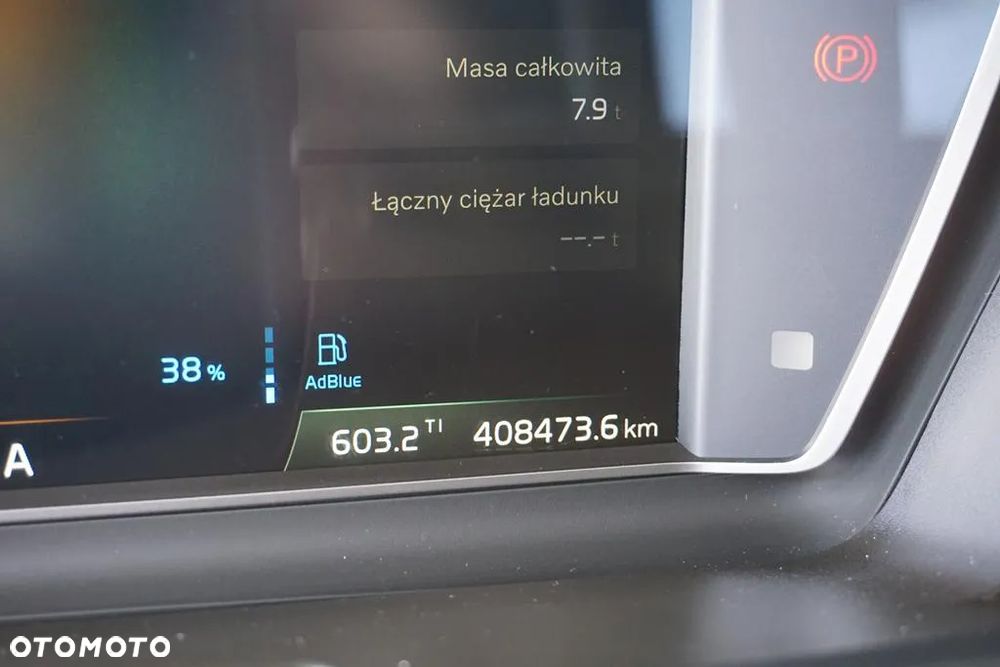 Masa całkowita
7.9 t
Łączny ciężar ładunku
--.- t
P
38 %
AdBlue
603.2 TI 408473.6 km
A
OTOMOTO